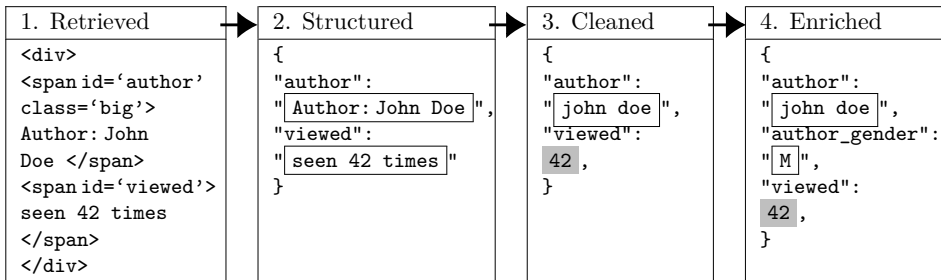 1. Retrieved
<div>
<span id=‘author’
class=‘big’>
Author: John
Doe </span>
<span id=‘viewed’>
seen 42 times
</span>
</div>
2. Structured
{
"author":
"Author: John Doe",
"viewed":
"seen 42 times"
}
3. Cleaned
{
"author":
"john doe",
"viewed":
42,
}
4. Enriched
{
"author":
"john doe",
"author_gender":
"M",
"viewed":
42,
}